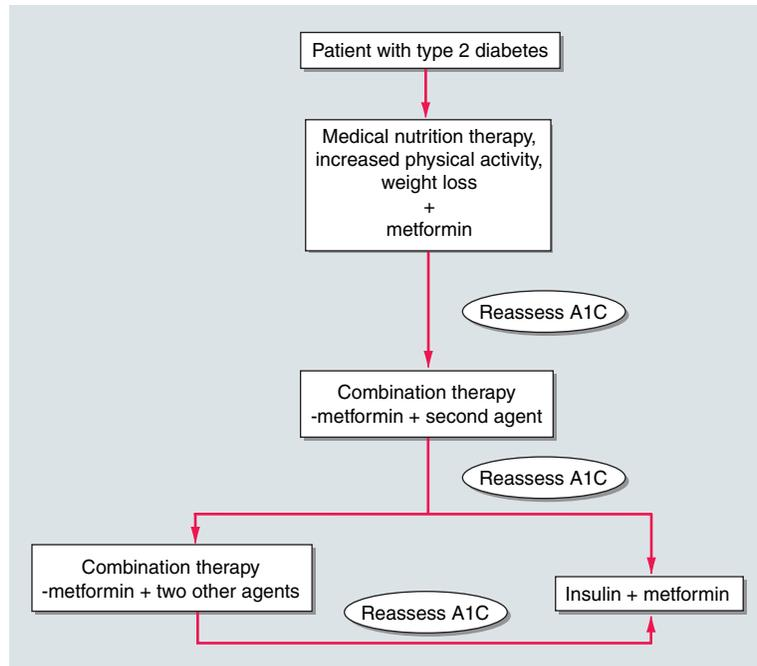 Patient with type 2 diabetes
Medical nutrition therapy,
increased physical activity,
weight loss
+
metformin
Reassess A1C
Combination therapy
-metformin + second agent
Reassess A1C
Combination therapy
-metformin + two other agents
Reassess A1C
Insulin + metformin